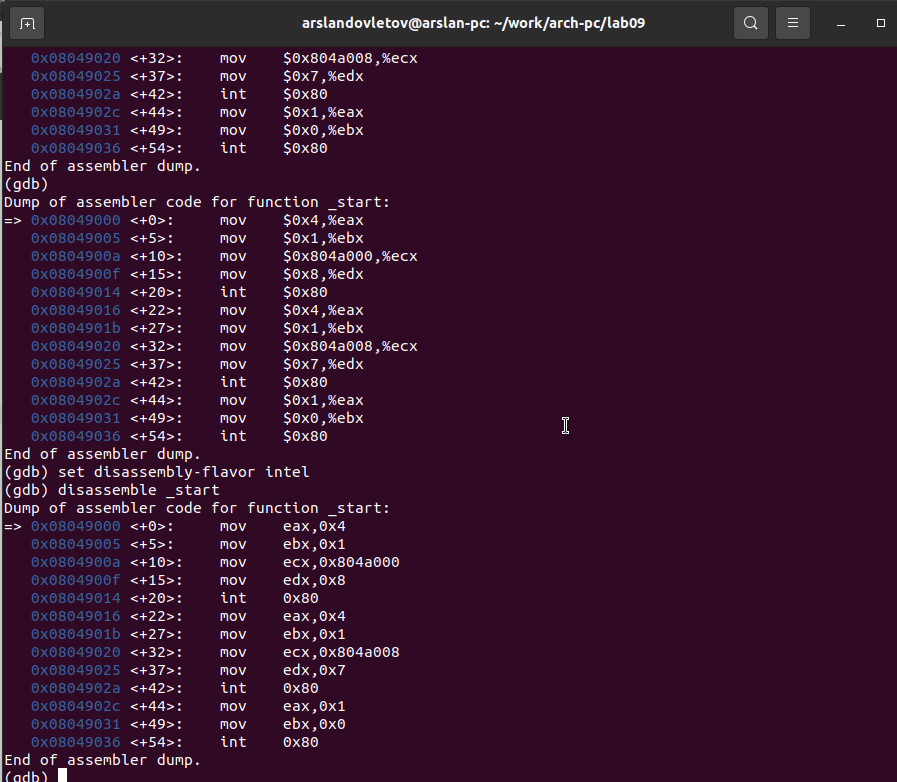 arslandovletov@arslan-pc: ~/work/arch-pc/lab09
   0x08049020 <+32>:    mov    $0x804a008,%ecx
   0x08049025 <+37>:    mov    $0x7,%edx
   0x0804902a <+42>:    int    $0x80
   0x0804902c <+44>:    mov    $0x1,%eax
   0x08049031 <+49>:    mov    $0x0,%ebx
   0x08049036 <+54>:    int    $0x80
End of assembler dump.
(gdb)
Dump of assembler code for function _start:
=> 0x08049000 <+0>:     mov    $0x4,%eax
   0x08049005 <+5>:     mov    $0x1,%ebx
   0x0804900a <+10>:    mov    $0x804a000,%ecx
   0x0804900f <+15>:    mov    $0x8,%edx
   0x08049014 <+20>:    int    $0x80
   0x08049016 <+22>:    mov    $0x4,%eax
   0x0804901b <+27>:    mov    $0x1,%ebx
   0x08049020 <+32>:    mov    $0x804a008,%ecx
   0x08049025 <+37>:    mov    $0x7,%edx
   0x0804902a <+42>:    int    $0x80
   0x0804902c <+44>:    mov    $0x1,%eax
   0x08049031 <+49>:    mov    $0x0,%ebx
   0x08049036 <+54>:    int    $0x80
End of assembler dump.
(gdb) set disassembly-flavor intel
(gdb) disassemble _start
Dump of assembler code for function _start:
=> 0x08049000 <+0>:     mov    eax,0x4
   0x08049005 <+5>:     mov    ebx,0x1
   0x0804900a <+10>:    mov    ecx,0x804a000
   0x0804900f <+15>:    mov    edx,0x8
   0x08049014 <+20>:    int    0x80
   0x08049016 <+22>:    mov    eax,0x4
   0x0804901b <+27>:    mov    ebx,0x1
   0x08049020 <+32>:    mov    ecx,0x804a008
   0x08049025 <+37>:    mov    edx,0x7
   0x0804902a <+42>:    int    0x80
   0x0804902c <+44>:    mov    eax,0x1
   0x08049031 <+49>:    mov    ebx,0x0
   0x08049036 <+54>:    int    0x80
End of assembler dump.
(gdb)